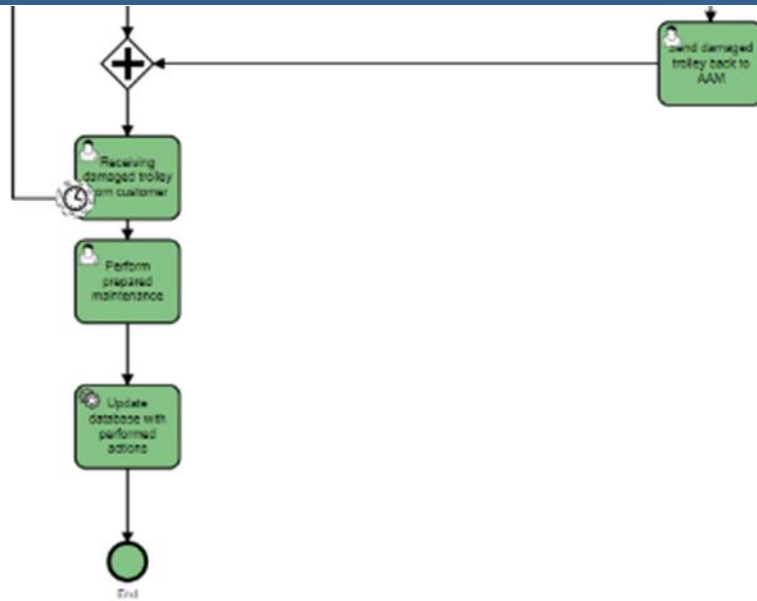 Send damaged
trolley back to
AAM
Receiving
damaged trolley
from customer
Perform
prepared
maintenance
Update
database with
performed
actions
End